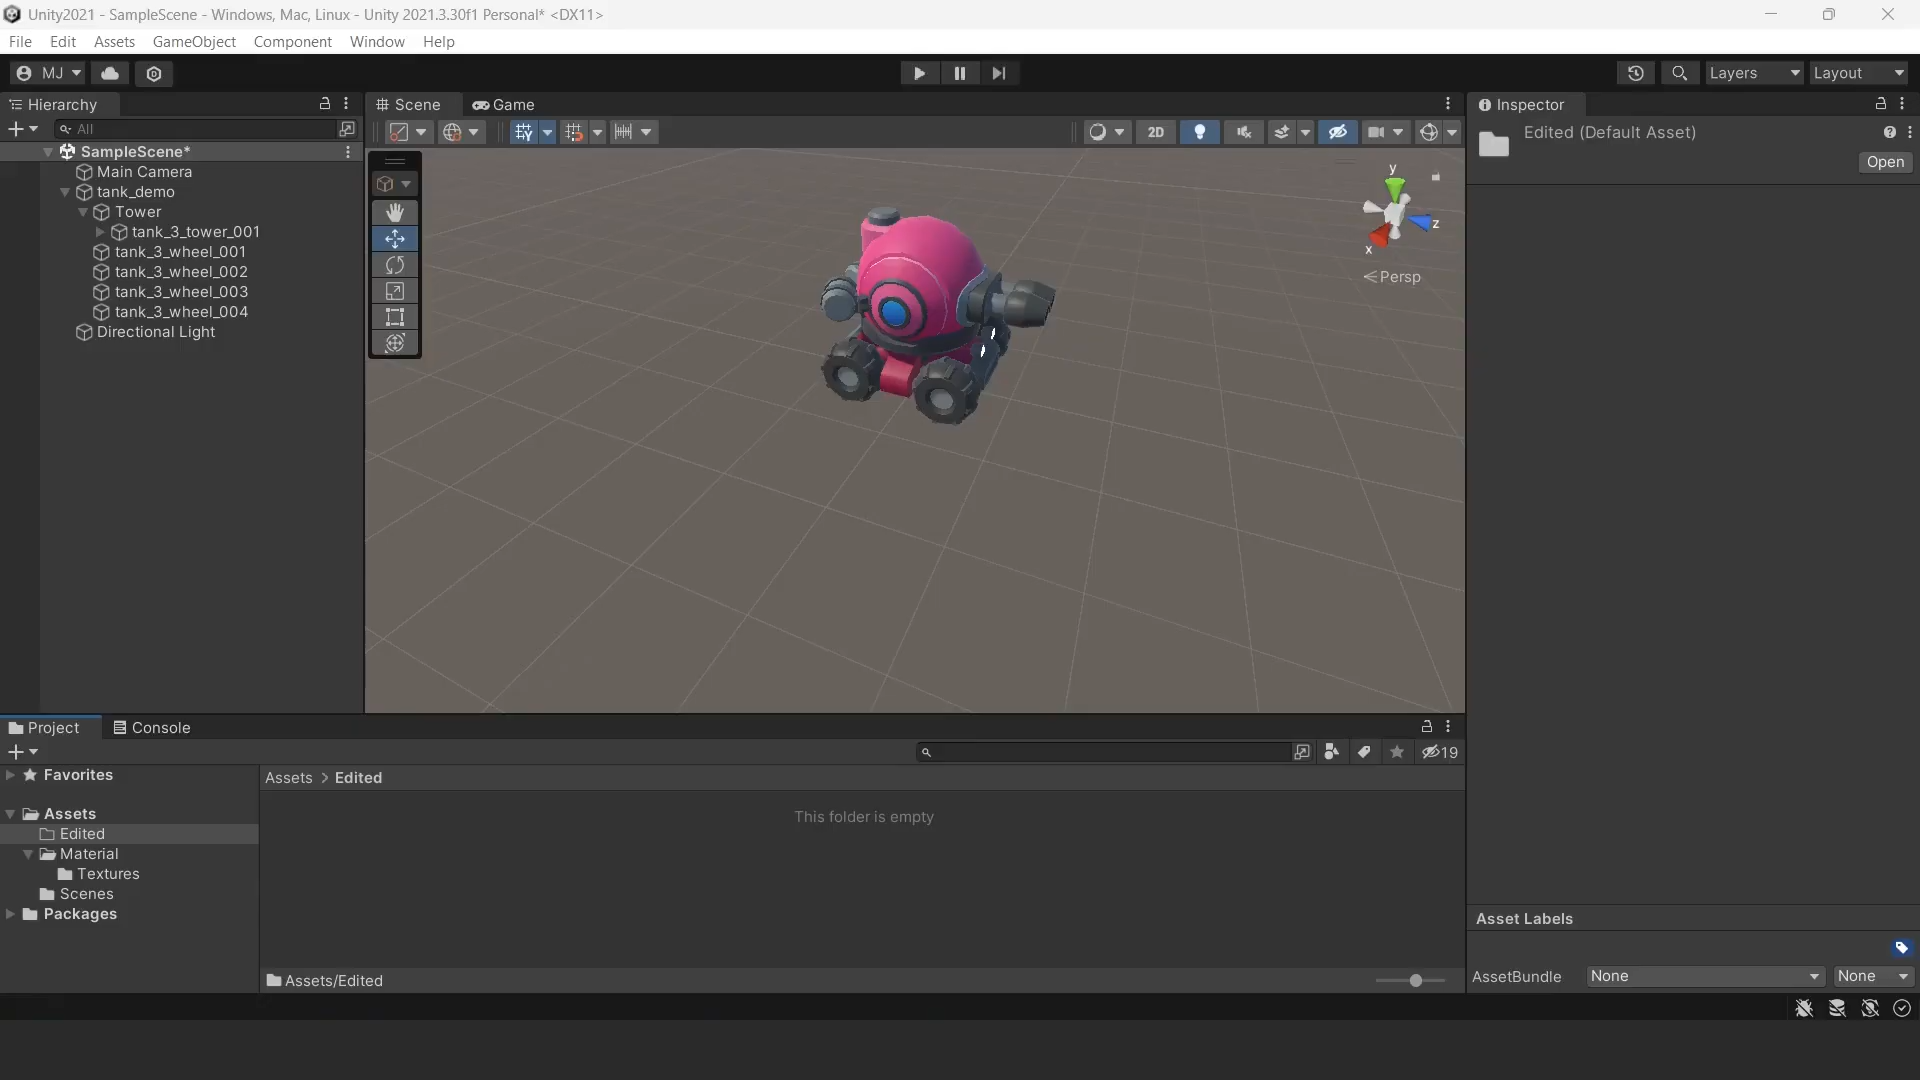 Unity2021 - SampleScene - Windows, Mac, Linux - Unity 2021.3.30f1 Personal* <DX11>
File Edit Assets GameObject Component Window Help
MJ Layers Layout
Hierarchy
Scene Game
Inspector
All
SampleScene*
Main Camera
tank_demo
Tower
tank_3_tower_001
tank_3_wheel_001
tank_3_wheel_002
tank_3_wheel_003
tank_3_wheel_004
Directional Light
2D
y
z
x
Persp
Edited (Default Asset)
Open
Project Console
19
Favorites
Assets
Edited
Material
Textures
Scenes
Packages
Assets > Edited
This folder is empty
Assets/Edited
Asset Labels
AssetBundle None None